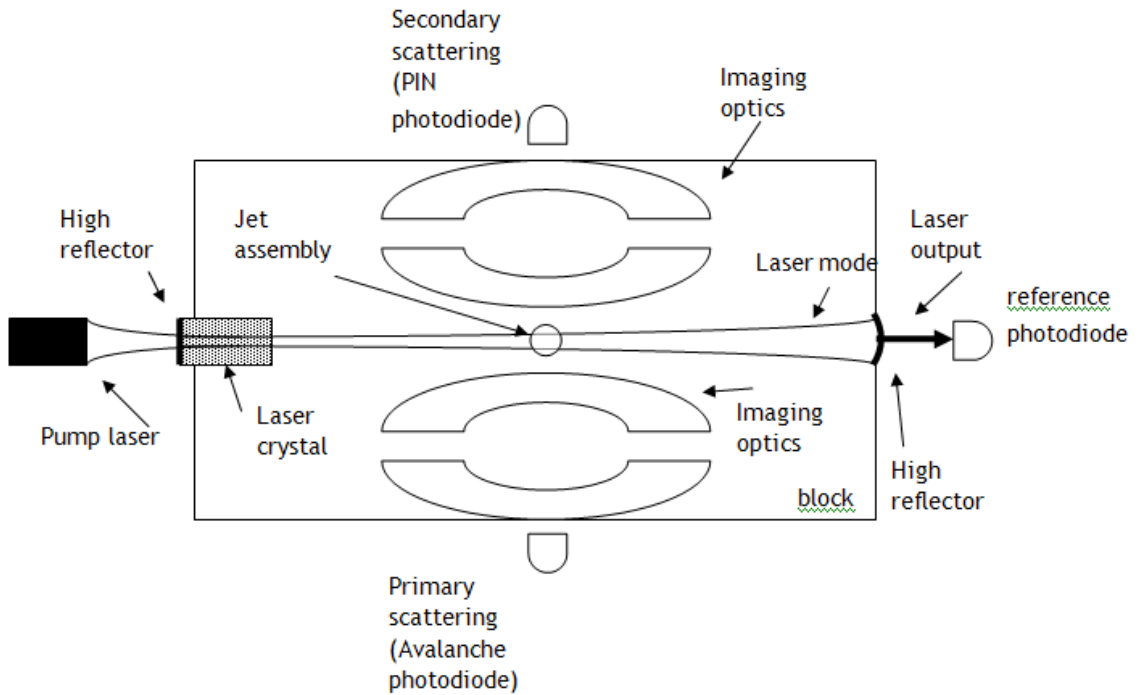 Secondary
scattering
(PIN
photodiode)
Imaging
optics
High
reflector
Jet
assembly
Laser
output
Laser mode
reference
photodiode
Pump laser
Laser
crystal
Imaging
optics
High
reflector
block
Primary
scattering
(Avalanche
photodiode)